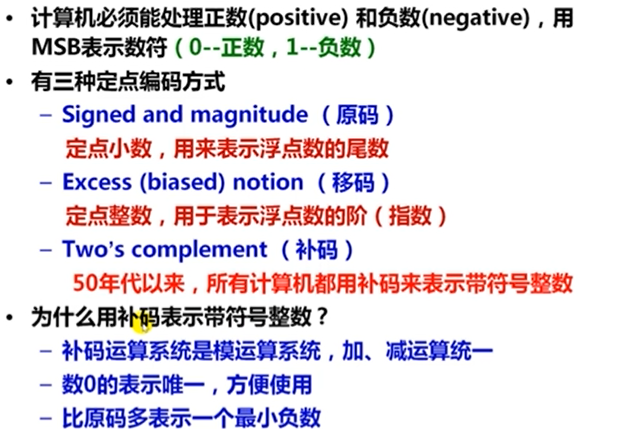 • 计算机必须能处理正数(positive) 和负数(negative)，用
MSB表示数符（0--正数，1--负数）
• 有三种定点编码方式
– Signed and magnitude （原码）
定点小数，用来表示浮点数的尾数
– Excess (biased) notion （移码）
定点整数，用于表示浮点数的阶（指数）
– Two's complement （补码）
50年代以来，所有计算机都用补码来表示带符号整数
• 为什么用补码表示带符号整数？
– 补码运算系统是模运算系统，加、减运算统一
– 数0的表示唯一，方便使用
– 比原码多表示一个最小负数